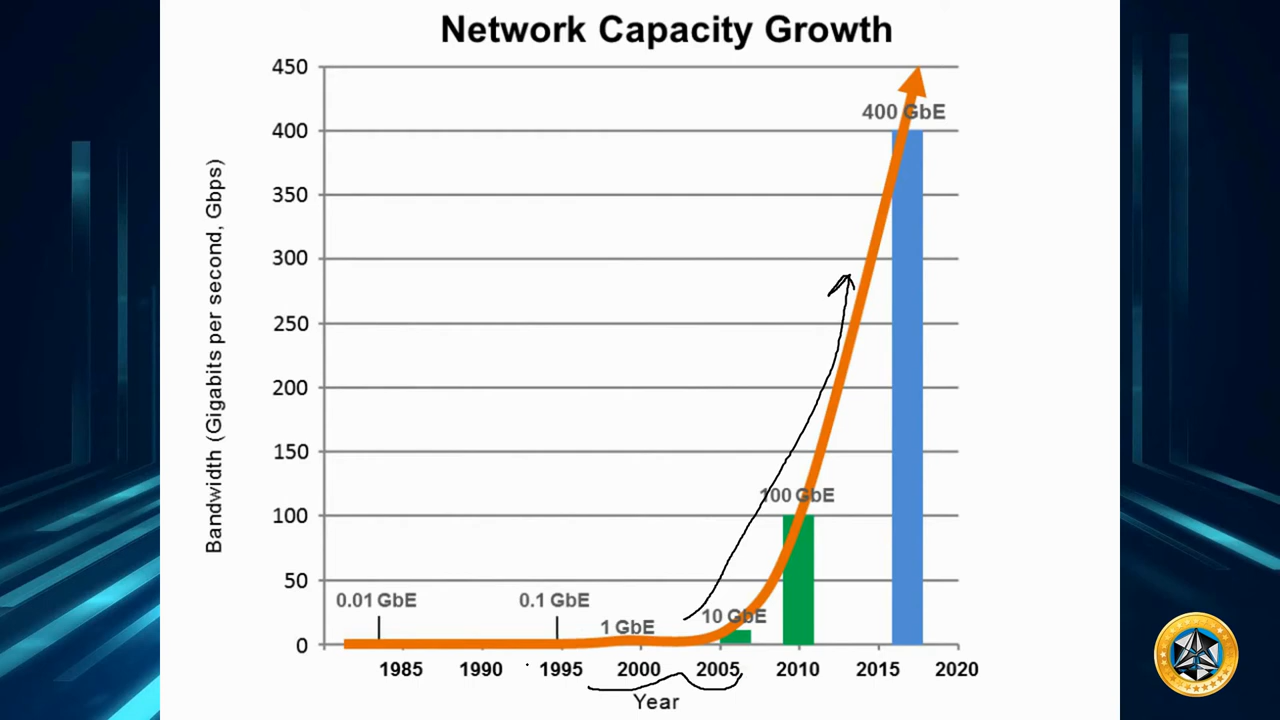 Network Capacity Growth
450
400
350
300
250
200
150
100
50
0
Bandwidth (Gigabits per second, Gbps)
400 GbE
100 GbE
0.01 GbE
0.1 GbE
1 GbE
10 GbE
1985 1990 1995 2000 2005 2010 2015 2020
Year